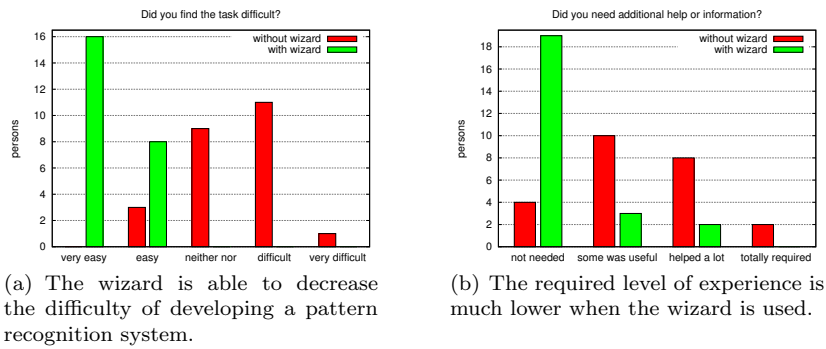 Did you find the task difficult?
without wizard
with wizard
persons
16
14
12
10
8
6
4
2
0
very easy easy neither nor difficult very difficult
(a) The wizard is able to decrease
the difficulty of developing a pattern
recognition system.
Did you need additional help or information?
without wizard
with wizard
persons
18
16
14
12
10
8
6
4
2
0
not needed some was useful helped a lot totally required
(b) The required level of experience is
much lower when the wizard is used.